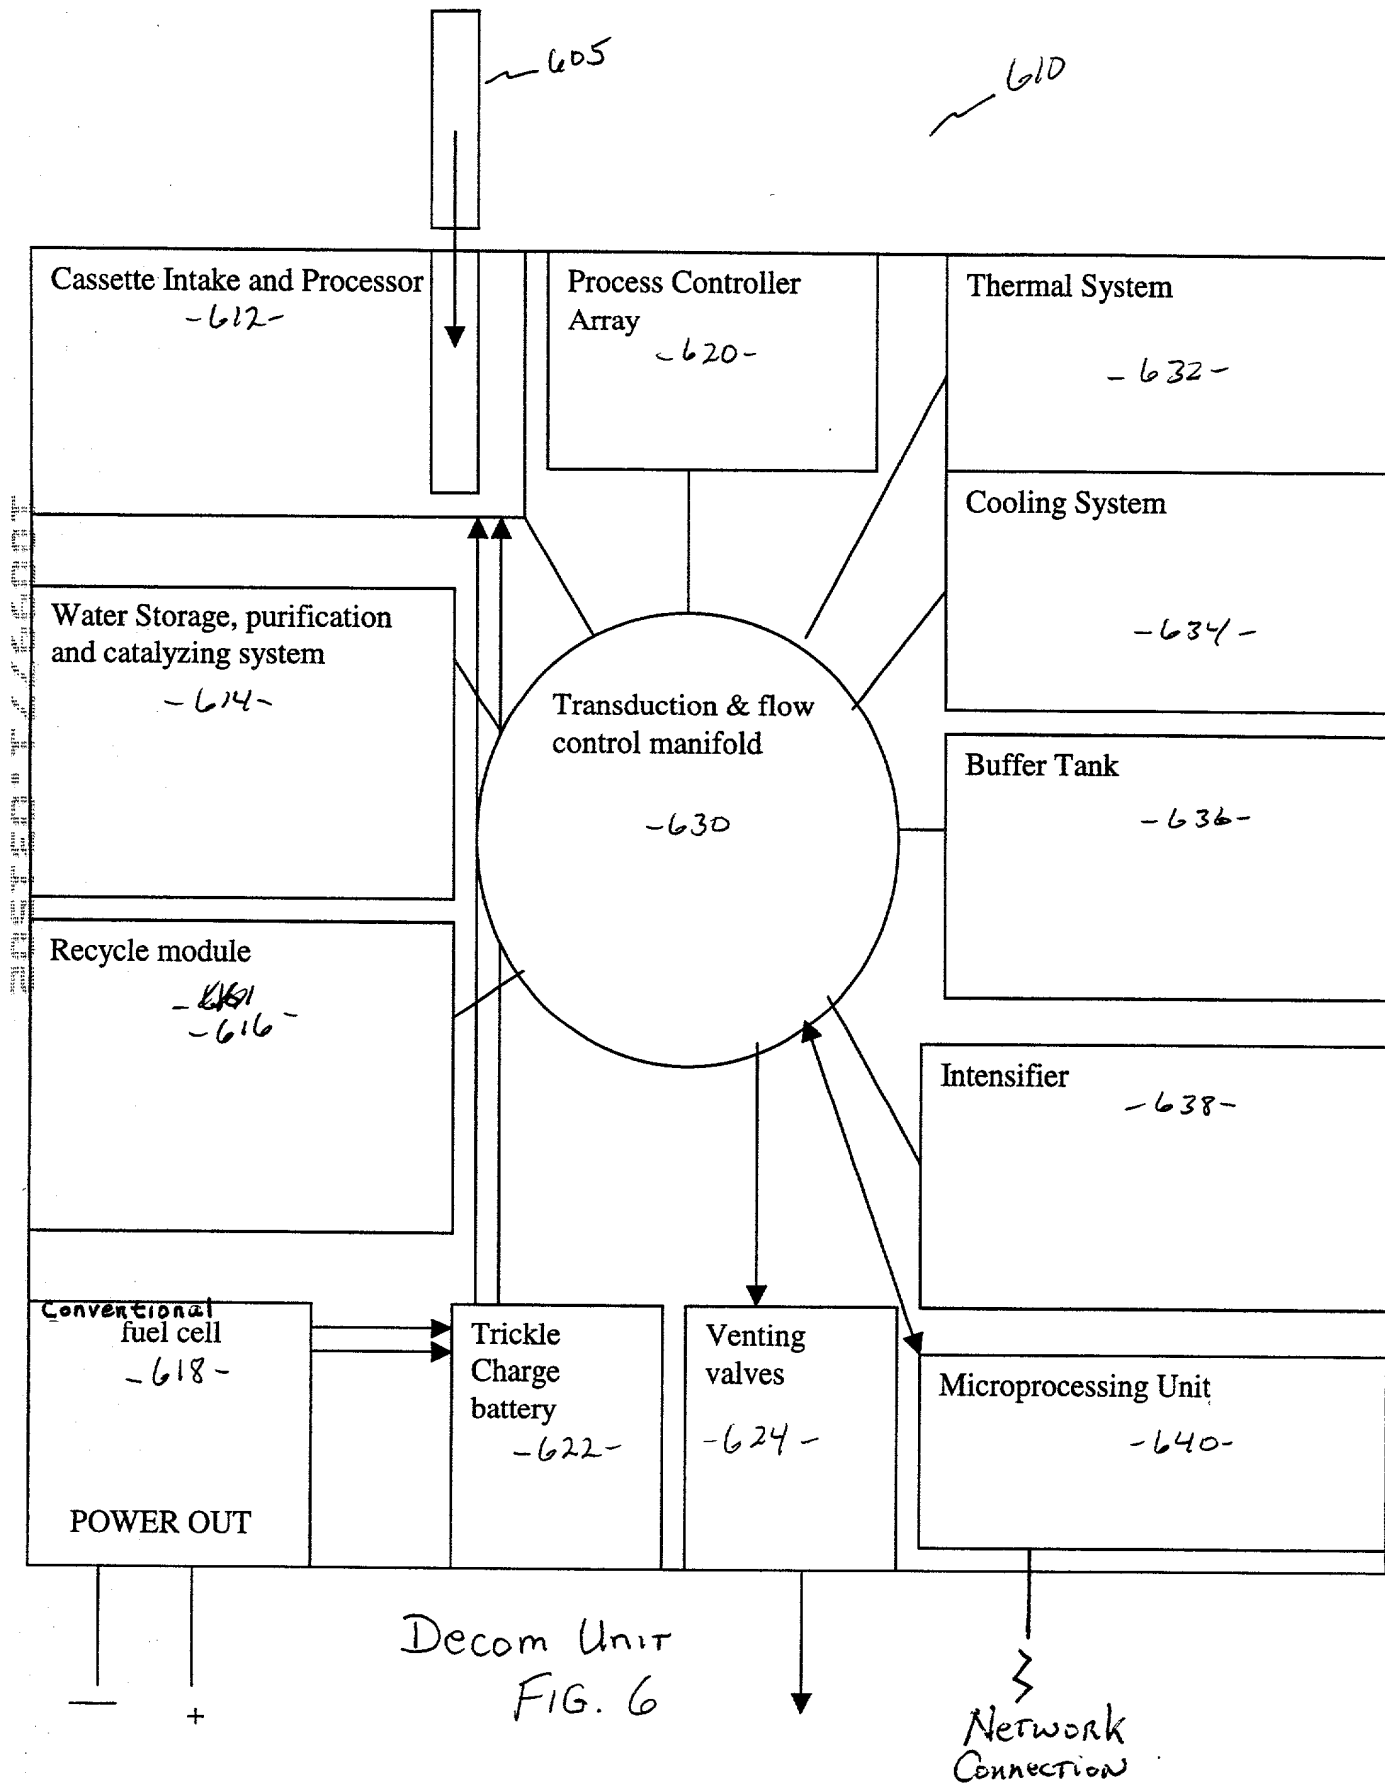 605
610
Cassette Intake and Processor
-612-
Process Controller
Array
-620-
Thermal System
-632-
Cooling System
-634-
Water Storage, purification
and catalyzing system
-614-
Transduction & flow
control manifold
-630
Buffer Tank
-636-
Recycle module
-616-
Intensifier
-638-
Conventional
fuel cell
-618-
POWER OUT
Trickle
Charge
battery
-622-
Venting
valves
-624-
Microprocessing Unit
-640-
— +
Decom Unit
FIG. 6
Network
Connection